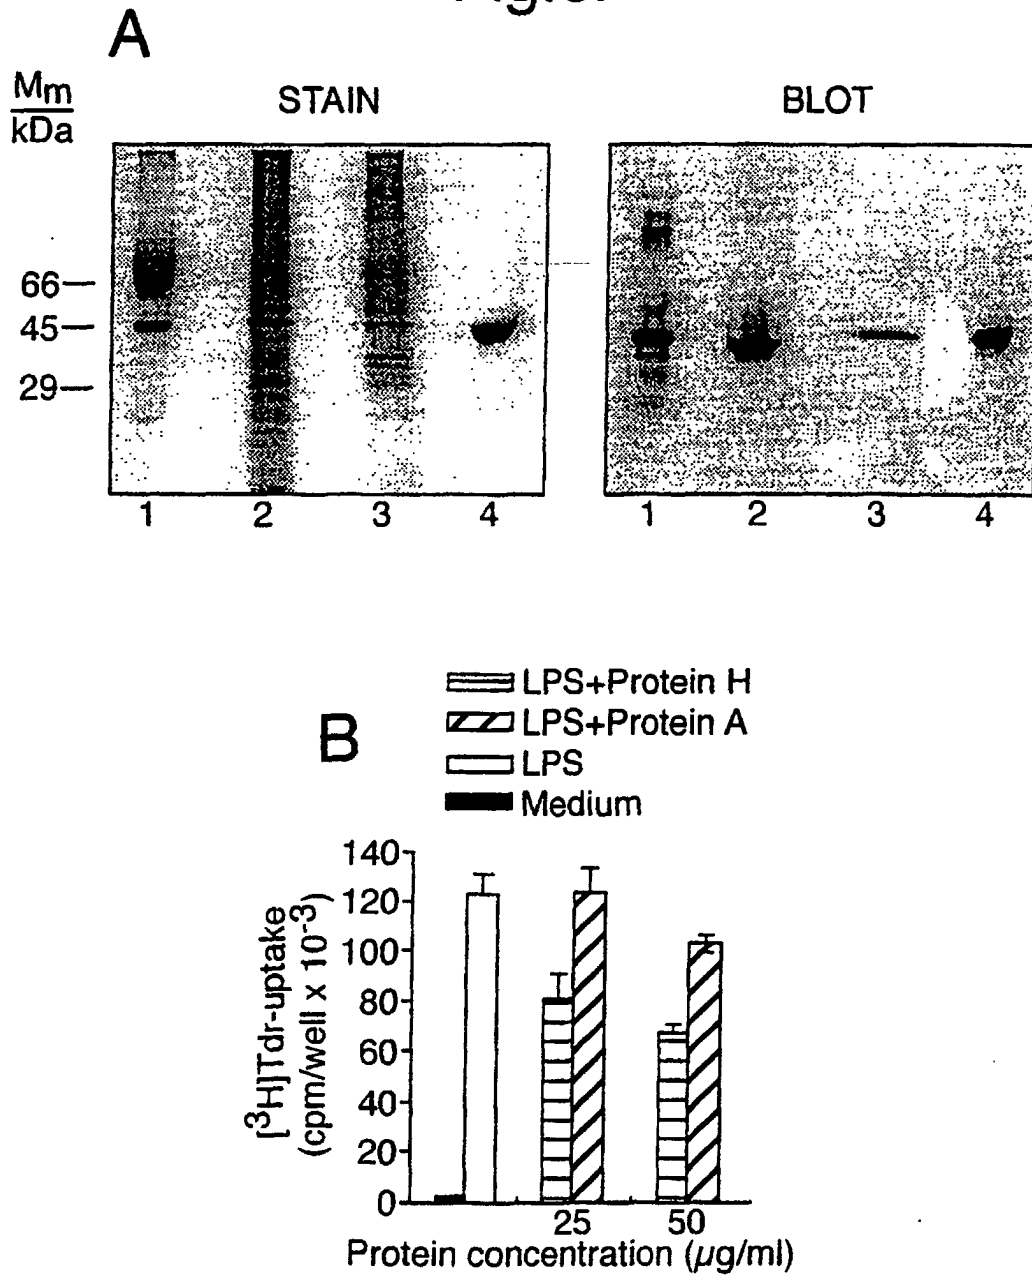 A
Mm
kDa
STAIN
BLOT
66
45
29
1 2 3 4
1 2 3 4
B
LPS+Protein H
LPS+Protein A
LPS
Medium
[³H]Tdr-uptake
(cpm/well x 10⁻³)
140
120
100
80
60
40
20
0
25 50
Protein concentration (µg/ml)